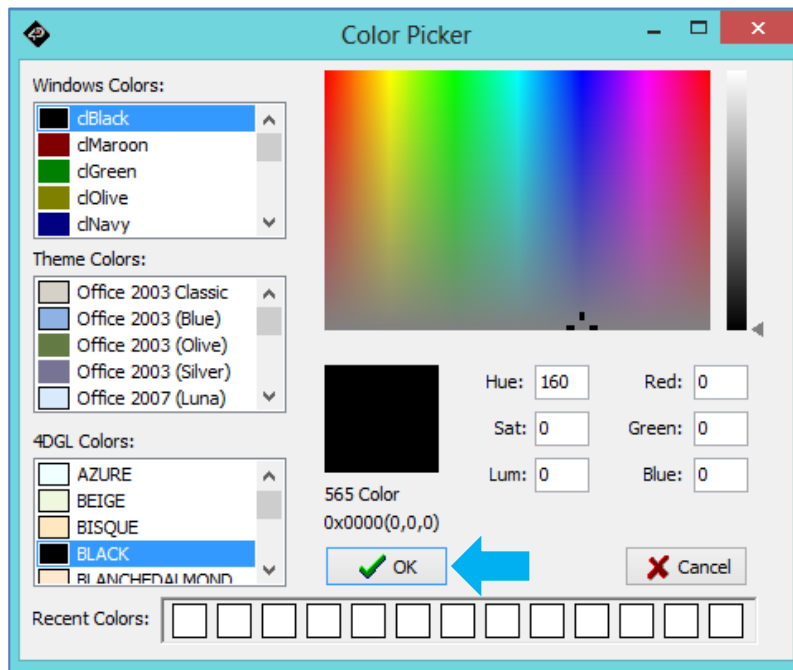 Color Picker
Windows Colors:
clBlack
clMaroon
clGreen
clOlive
clNavy
Theme Colors:
Office 2003 Classic
Office 2003 (Blue)
Office 2003 (Olive)
Office 2003 (Silver)
Office 2007 (Luna)
4DGL Colors:
AZURE
BEIGE
BISQUE
BLACK
BLANCHEDALMOND
Hue: 160 Red: 0
Sat: 0 Green: 0
Lum: 0 Blue: 0
565 Color
0x0000(0,0,0)
OK Cancel
Recent Colors: